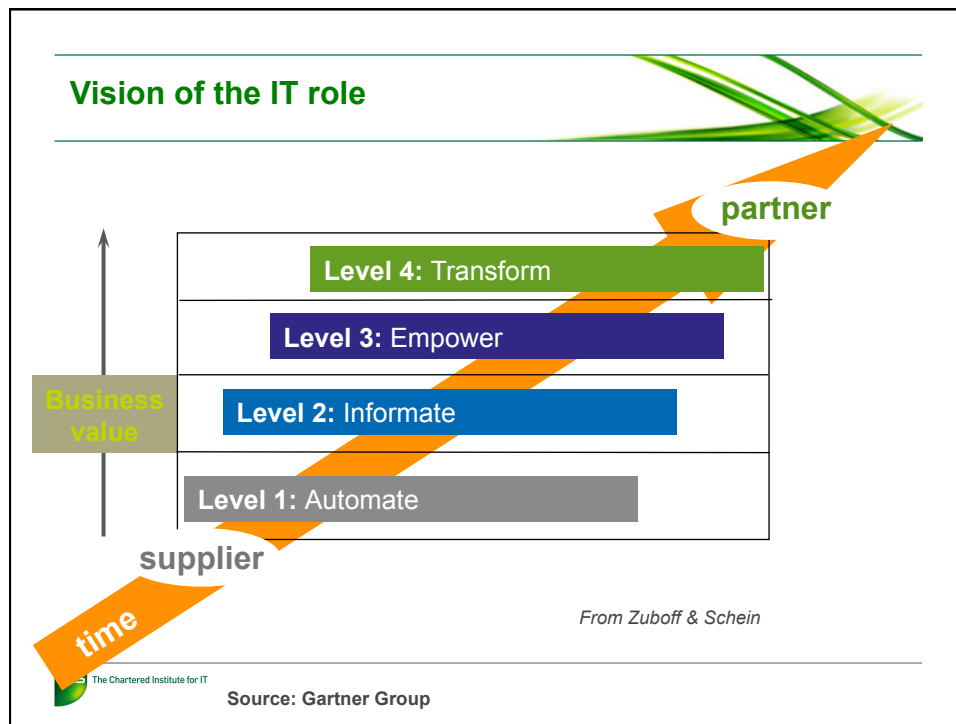 Vision of the IT role
partner
Level 4: Transform
Level 3: Empower
Business
value
Level 2: Informate
Level 1: Automate
supplier
time
From Zuboff & Schein
The Chartered Institute for IT
Source: Gartner Group